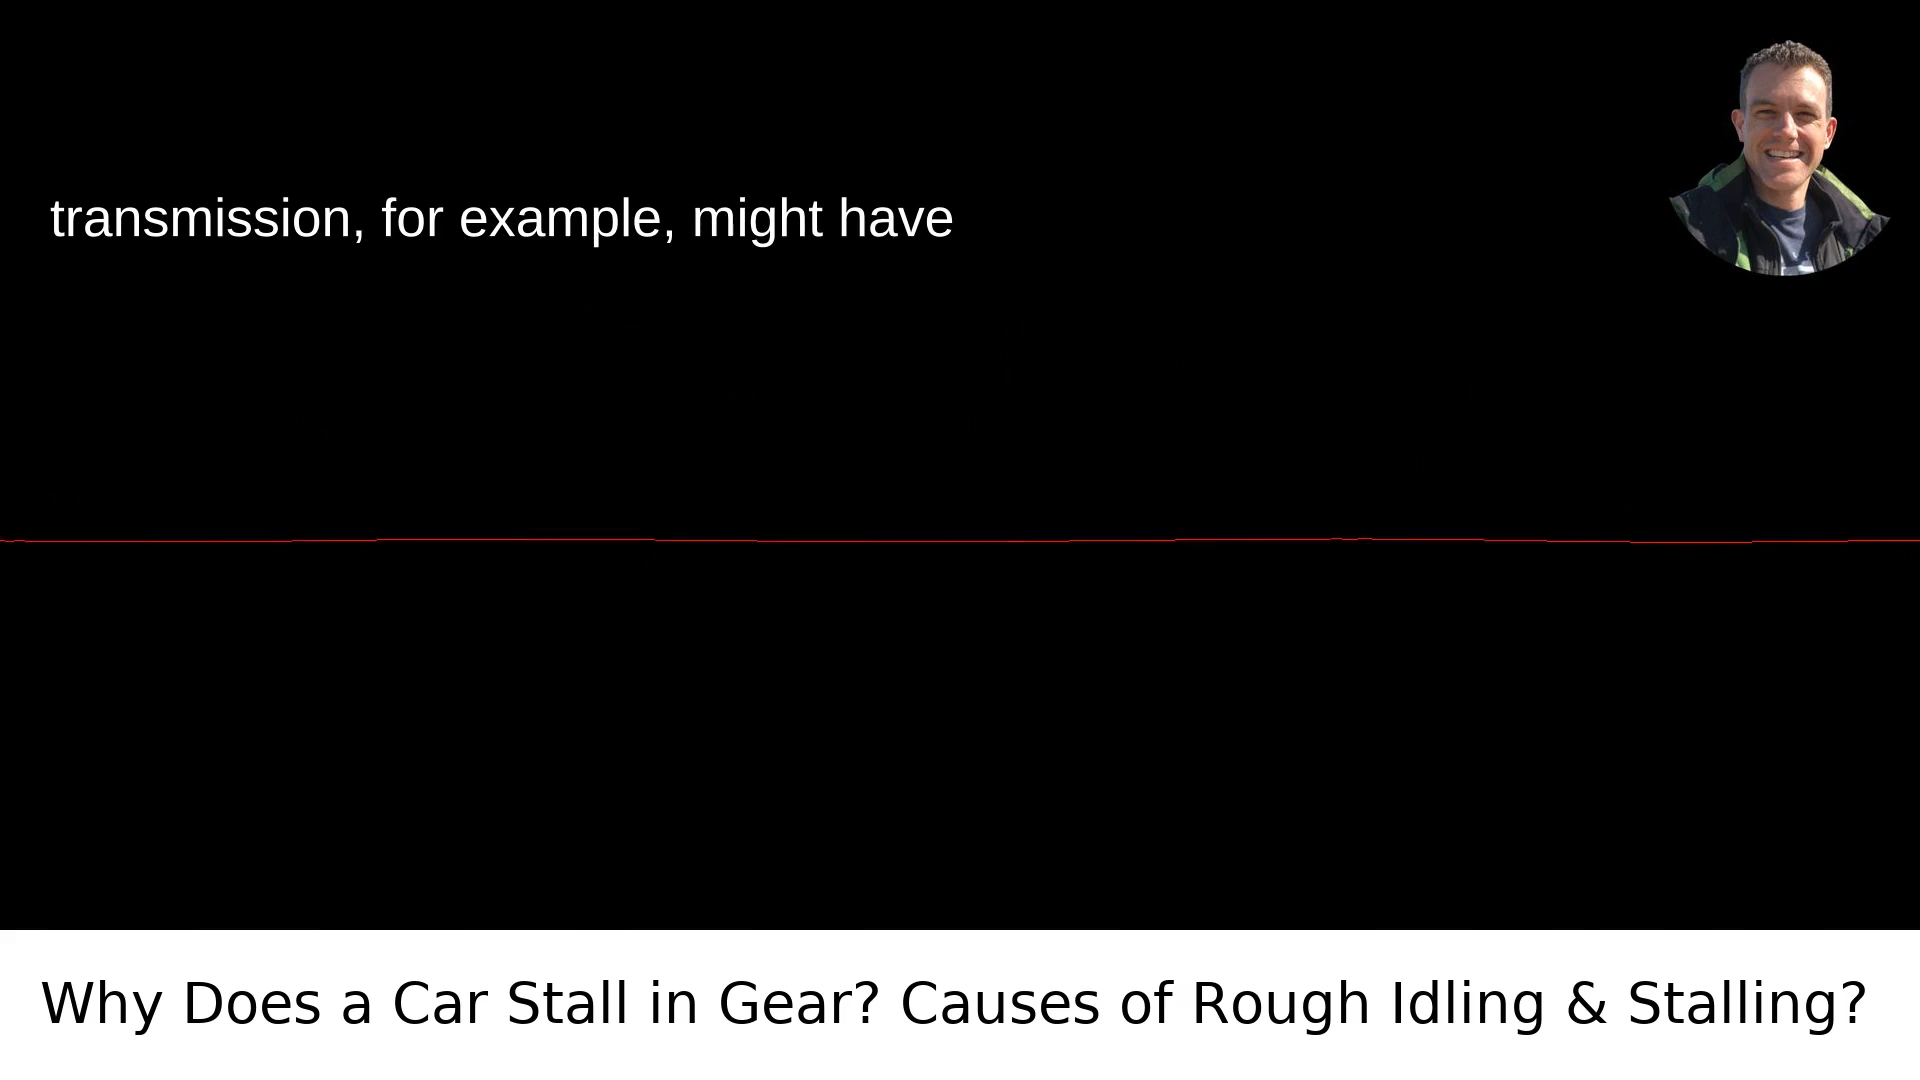 transmission, for example, might have
Why Does a Car Stall in Gear? Causes of Rough Idling & Stalling?